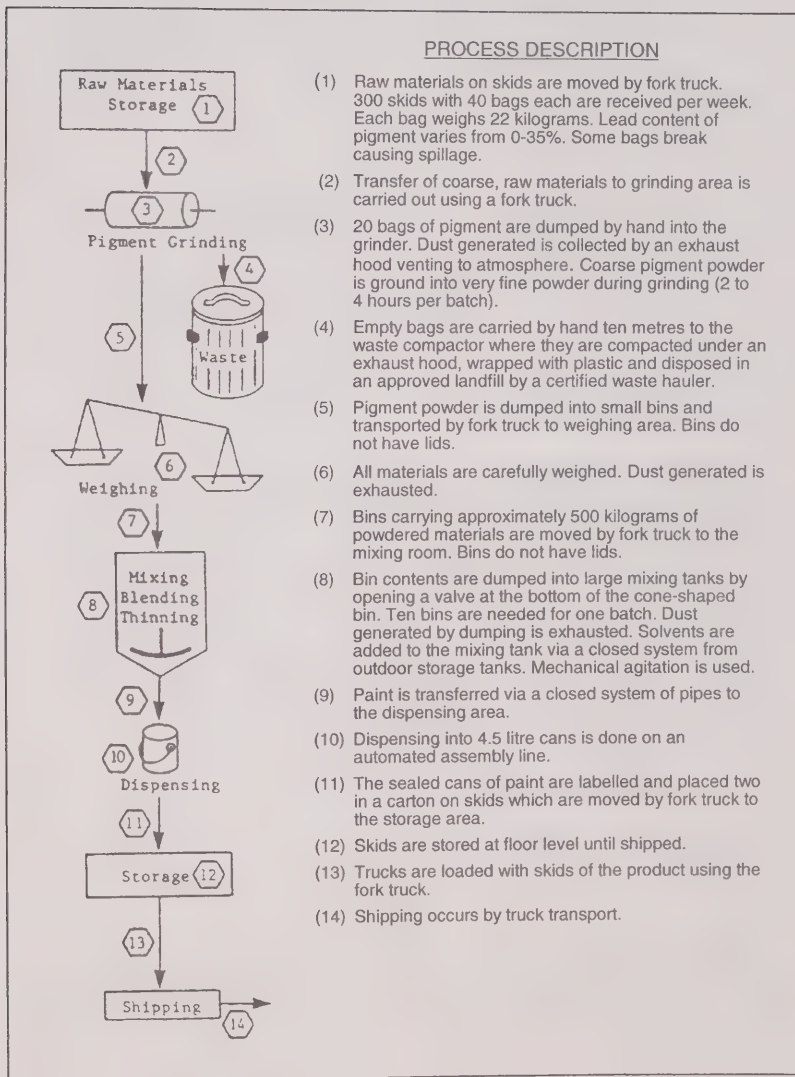 PROCESS DESCRIPTION
Raw Materials
Storage 1
2
3
Pigment Grinding
4
5
Waste
6
Weighing
7
Mixing
8 Blending
Thinning
9
10
Dispensing
11
Storage 12
13
Shipping
14
(1) Raw materials on skids are moved by fork truck.
300 skids with 40 bags each are received per week.
Each bag weighs 22 kilograms. Lead content of
pigment varies from 0-35%. Some bags break
causing spillage.
(2) Transfer of coarse, raw materials to grinding area is
carried out using a fork truck.
(3) 20 bags of pigment are dumped by hand into the
grinder. Dust generated is collected by an exhaust
hood venting to atmosphere. Coarse pigment powder
is ground into very fine powder during grinding (2 to
4 hours per batch).
(4) Empty bags are carried by hand ten metres to the
waste compactor where they are compacted under an
exhaust hood, wrapped with plastic and disposed in
an approved landfill by a certified waste hauler.
(5) Pigment powder is dumped into small bins and
transported by fork truck to weighing area. Bins do
not have lids.
(6) All materials are carefully weighed. Dust generated is
exhausted.
(7) Bins carrying approximately 500 kilograms of
powdered materials are moved by fork truck to the
mixing room. Bins do not have lids.
(8) Bin contents are dumped into large mixing tanks by
opening a valve at the bottom of the cone-shaped
bin. Ten bins are needed for one batch. Dust
generated by dumping is exhausted. Solvents are
added to the mixing tank via a closed system from
outdoor storage tanks. Mechanical agitation is used.
(9) Paint is transferred via a closed system of pipes to
the dispensing area.
(10) Dispensing into 4.5 litre cans is done on an
automated assembly line.
(11) The sealed cans of paint are labelled and placed two
in a carton on skids which are moved by fork truck to
the storage area.
(12) Skids are stored at floor level until shipped.
(13) Trucks are loaded with skids of the product using the
fork truck.
(14) Shipping occurs by truck transport.